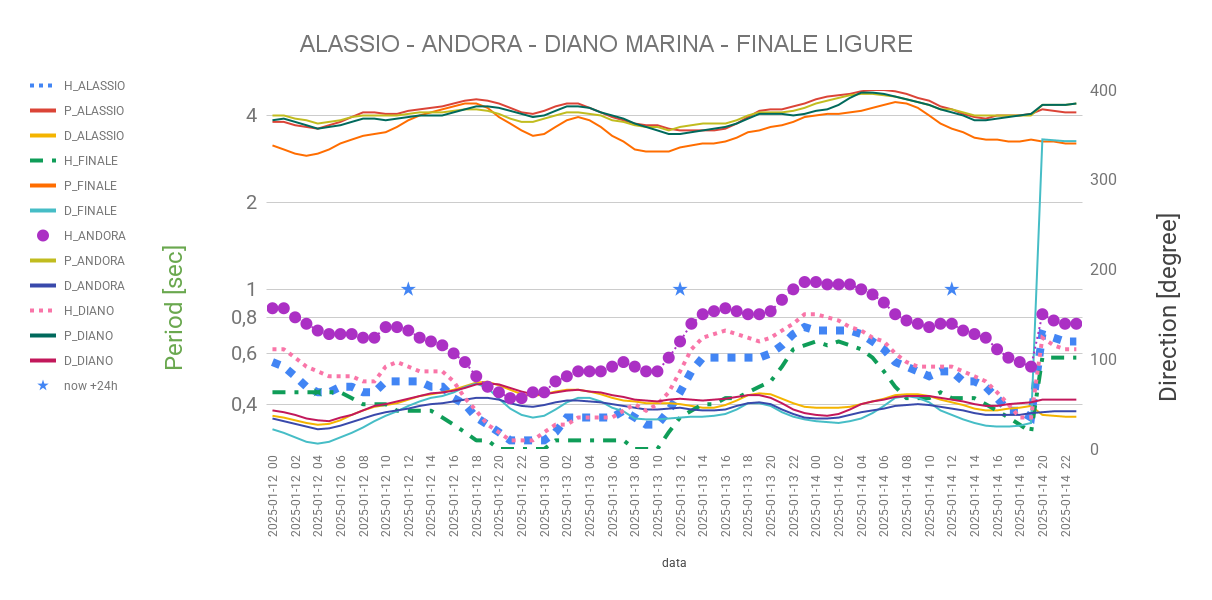 ALASSIO - ANDORA - DIANO MARINA - FINALE LIGURE
H_ALASSIO
P_ALASSIO
D_ALASSIO
H_FINALE
P_FINALE
D_FINALE
H_ANDORA
P_ANDORA
D_ANDORA
H_DIANO
P_DIANO
D_DIANO
now +24h
Period [sec]
4
2
1
0,8
0,6
0,4
400
300
200
100
0
Direction [degree]
2025-01-12 00
2025-01-12 02
2025-01-12 04
2025-01-12 06
2025-01-12 08
2025-01-12 10
2025-01-12 12
2025-01-12 14
2025-01-12 16
2025-01-12 18
2025-01-12 20
2025-01-12 22
2025-01-13 00
2025-01-13 02
2025-01-13 04
2025-01-13 06
2025-01-13 08
2025-01-13 10
2025-01-13 12
2025-01-13 14
2025-01-13 16
2025-01-13 18
2025-01-13 20
2025-01-13 22
2025-01-14 00
2025-01-14 02
2025-01-14 04
2025-01-14 06
2025-01-14 08
2025-01-14 10
2025-01-14 12
2025-01-14 14
2025-01-14 16
2025-01-14 18
2025-01-14 20
2025-01-14 22
data